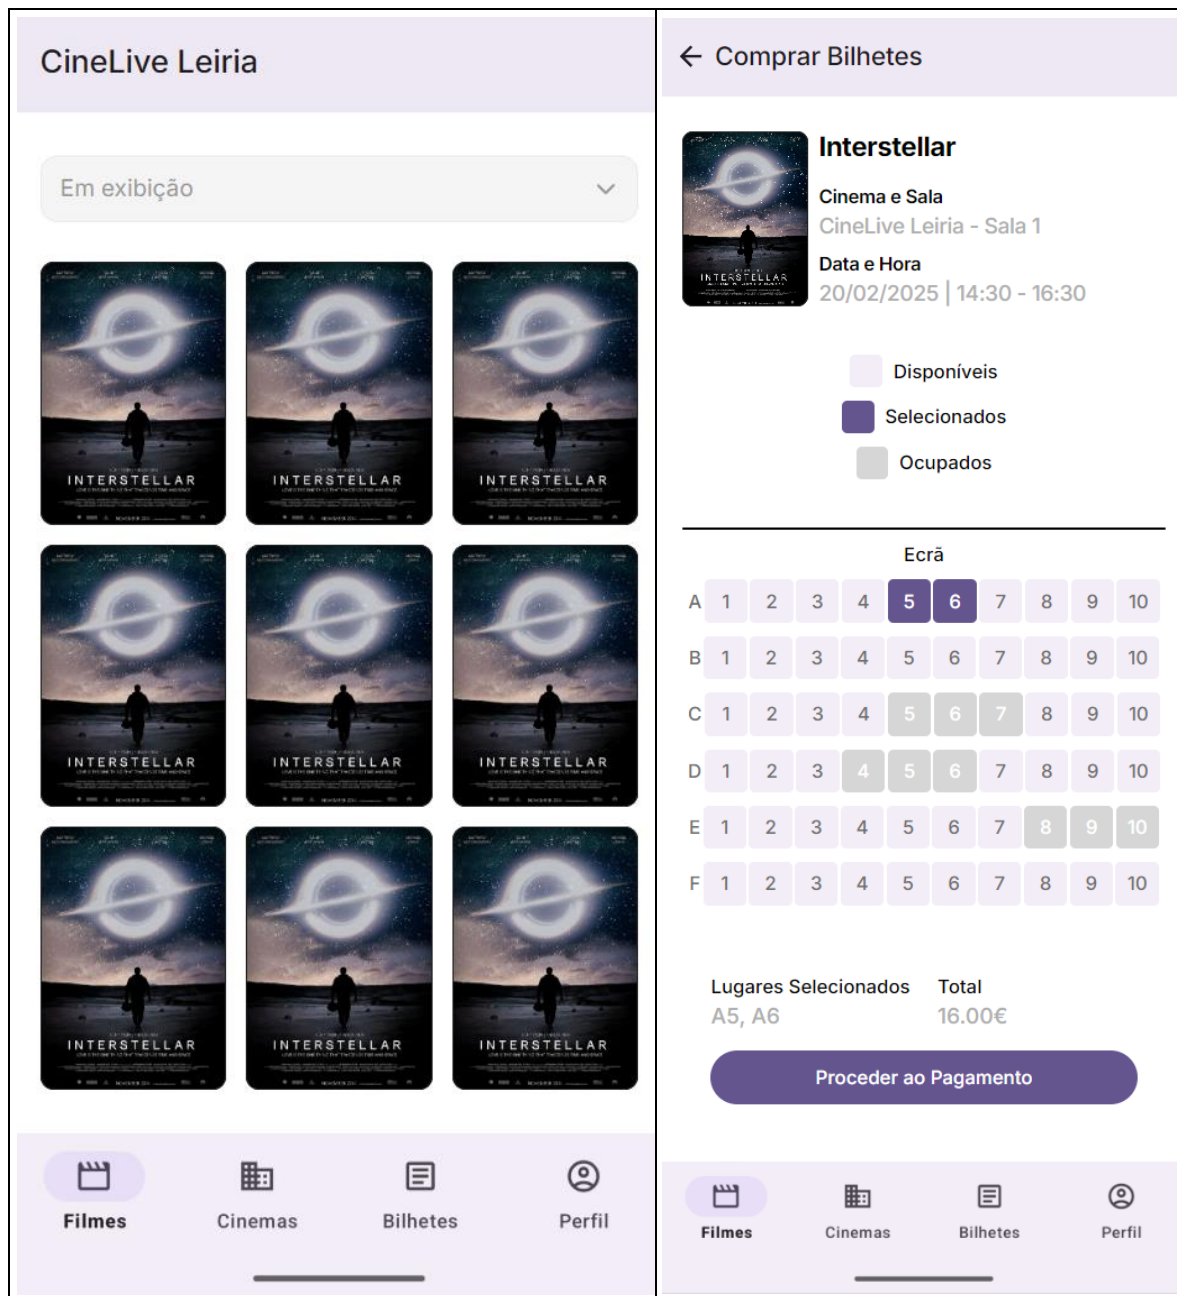 CineLive Leiria
Em exibição
INTERSTELLAR
INTERSTELLAR
INTERSTELLAR
INTERSTELLAR
INTERSTELLAR
INTERSTELLAR
INTERSTELLAR
INTERSTELLAR
INTERSTELLAR
Filmes
Cinemas
Bilhetes
Perfil
Comprar Bilhetes
INTERSTELLAR
Interstellar
Cinema e Sala
CineLive Leiria - Sala 1
Data e Hora
20/02/2025 | 14:30 - 16:30
Disponíveis
Selecionados
Ocupados
Ecrã
A 1 2 3 4 5 6 7 8 9 10
B 1 2 3 4 5 6 7 8 9 10
C 1 2 3 4 5 6 7 8 9 10
D 1 2 3 4 5 6 7 8 9 10
E 1 2 3 4 5 6 7 8 9 10
F 1 2 3 4 5 6 7 8 9 10
Lugares Selecionados
A5, A6
Total
16.00€
Proceder ao Pagamento
Filmes
Cinemas
Bilhetes
Perfil